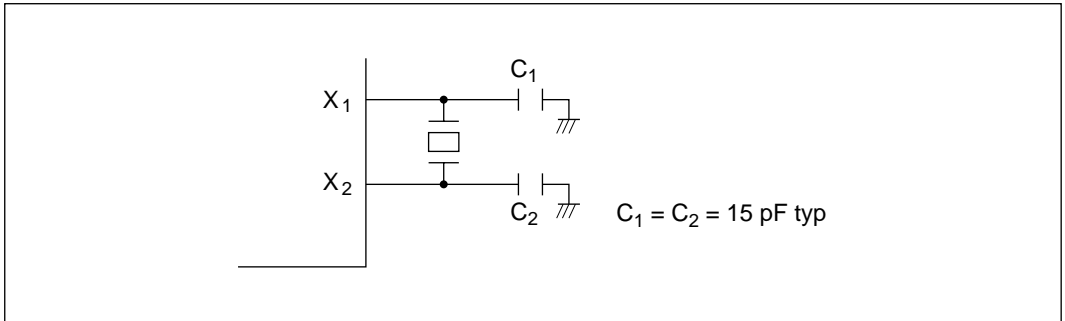 C₁
X₁
X₂
C₂
C₁ = C₂ = 15 pF typ